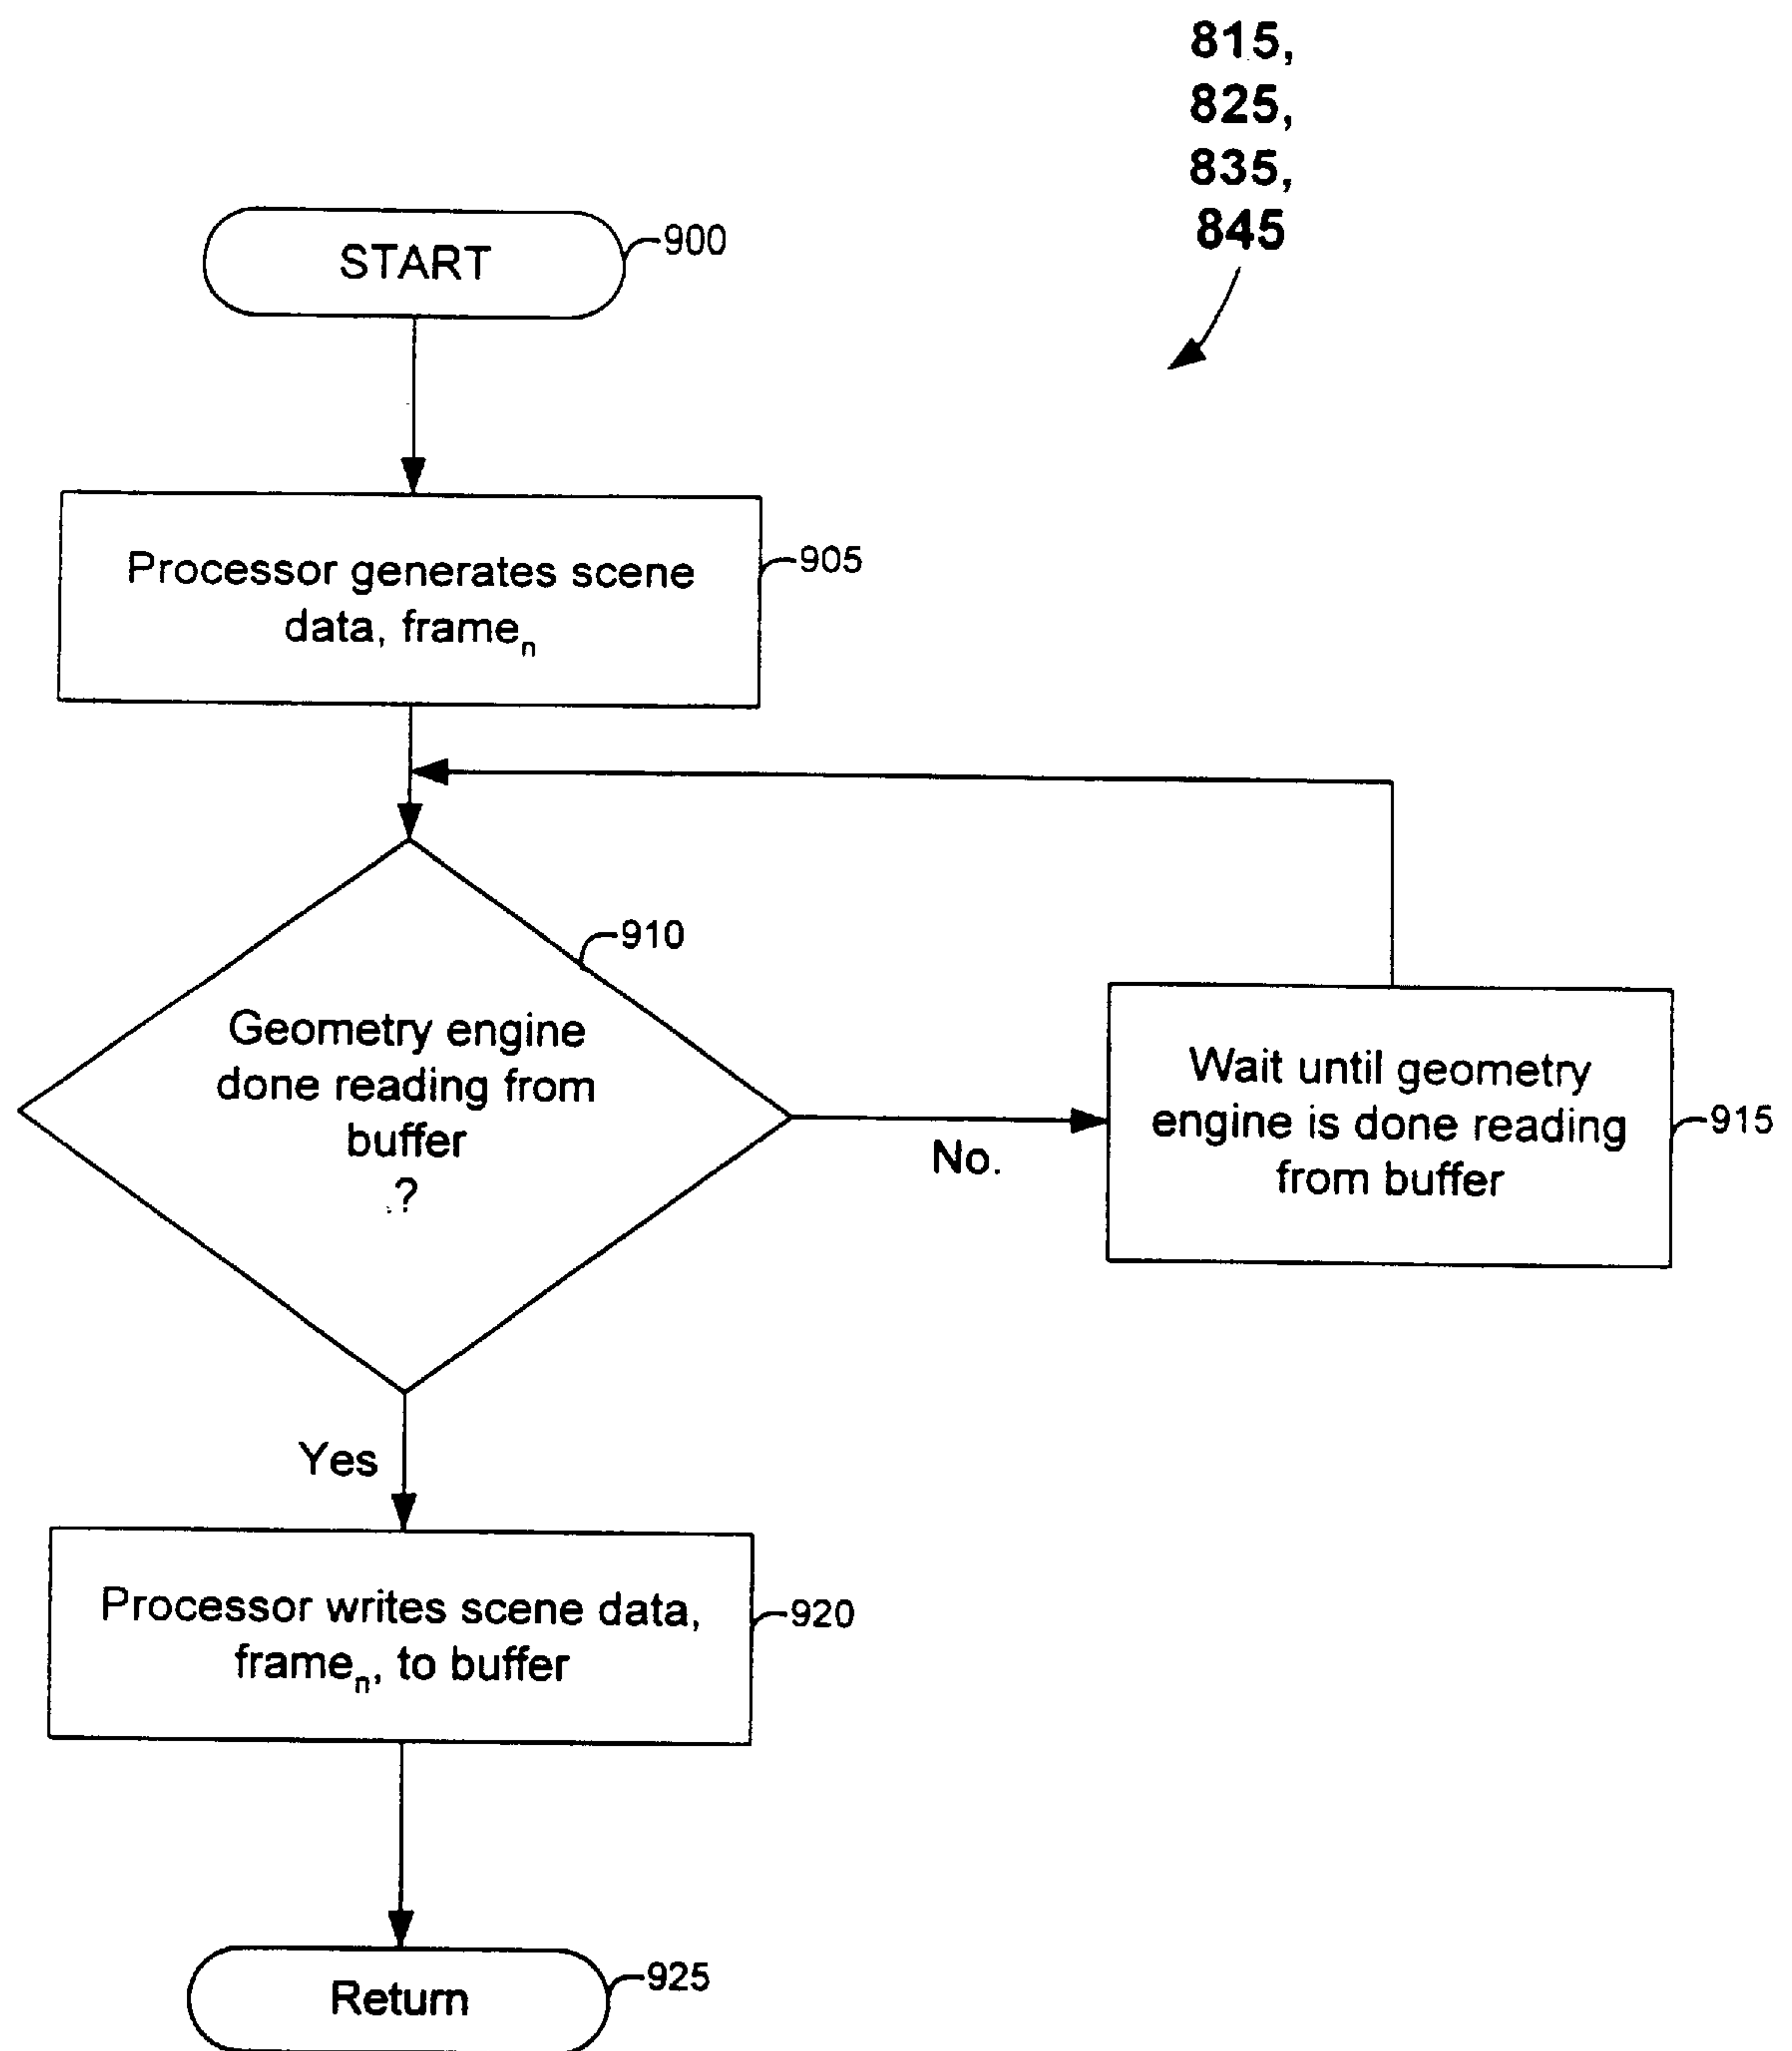 815,
825,
835,
845
START
900
Processor generates scene
data, frameₙ
905
910
Geometry engine
done reading from
buffer
?
No.
Wait until geometry
engine is done reading
from buffer
915
Yes
Processor writes scene data,
frameₙ, to buffer
920
Return
925